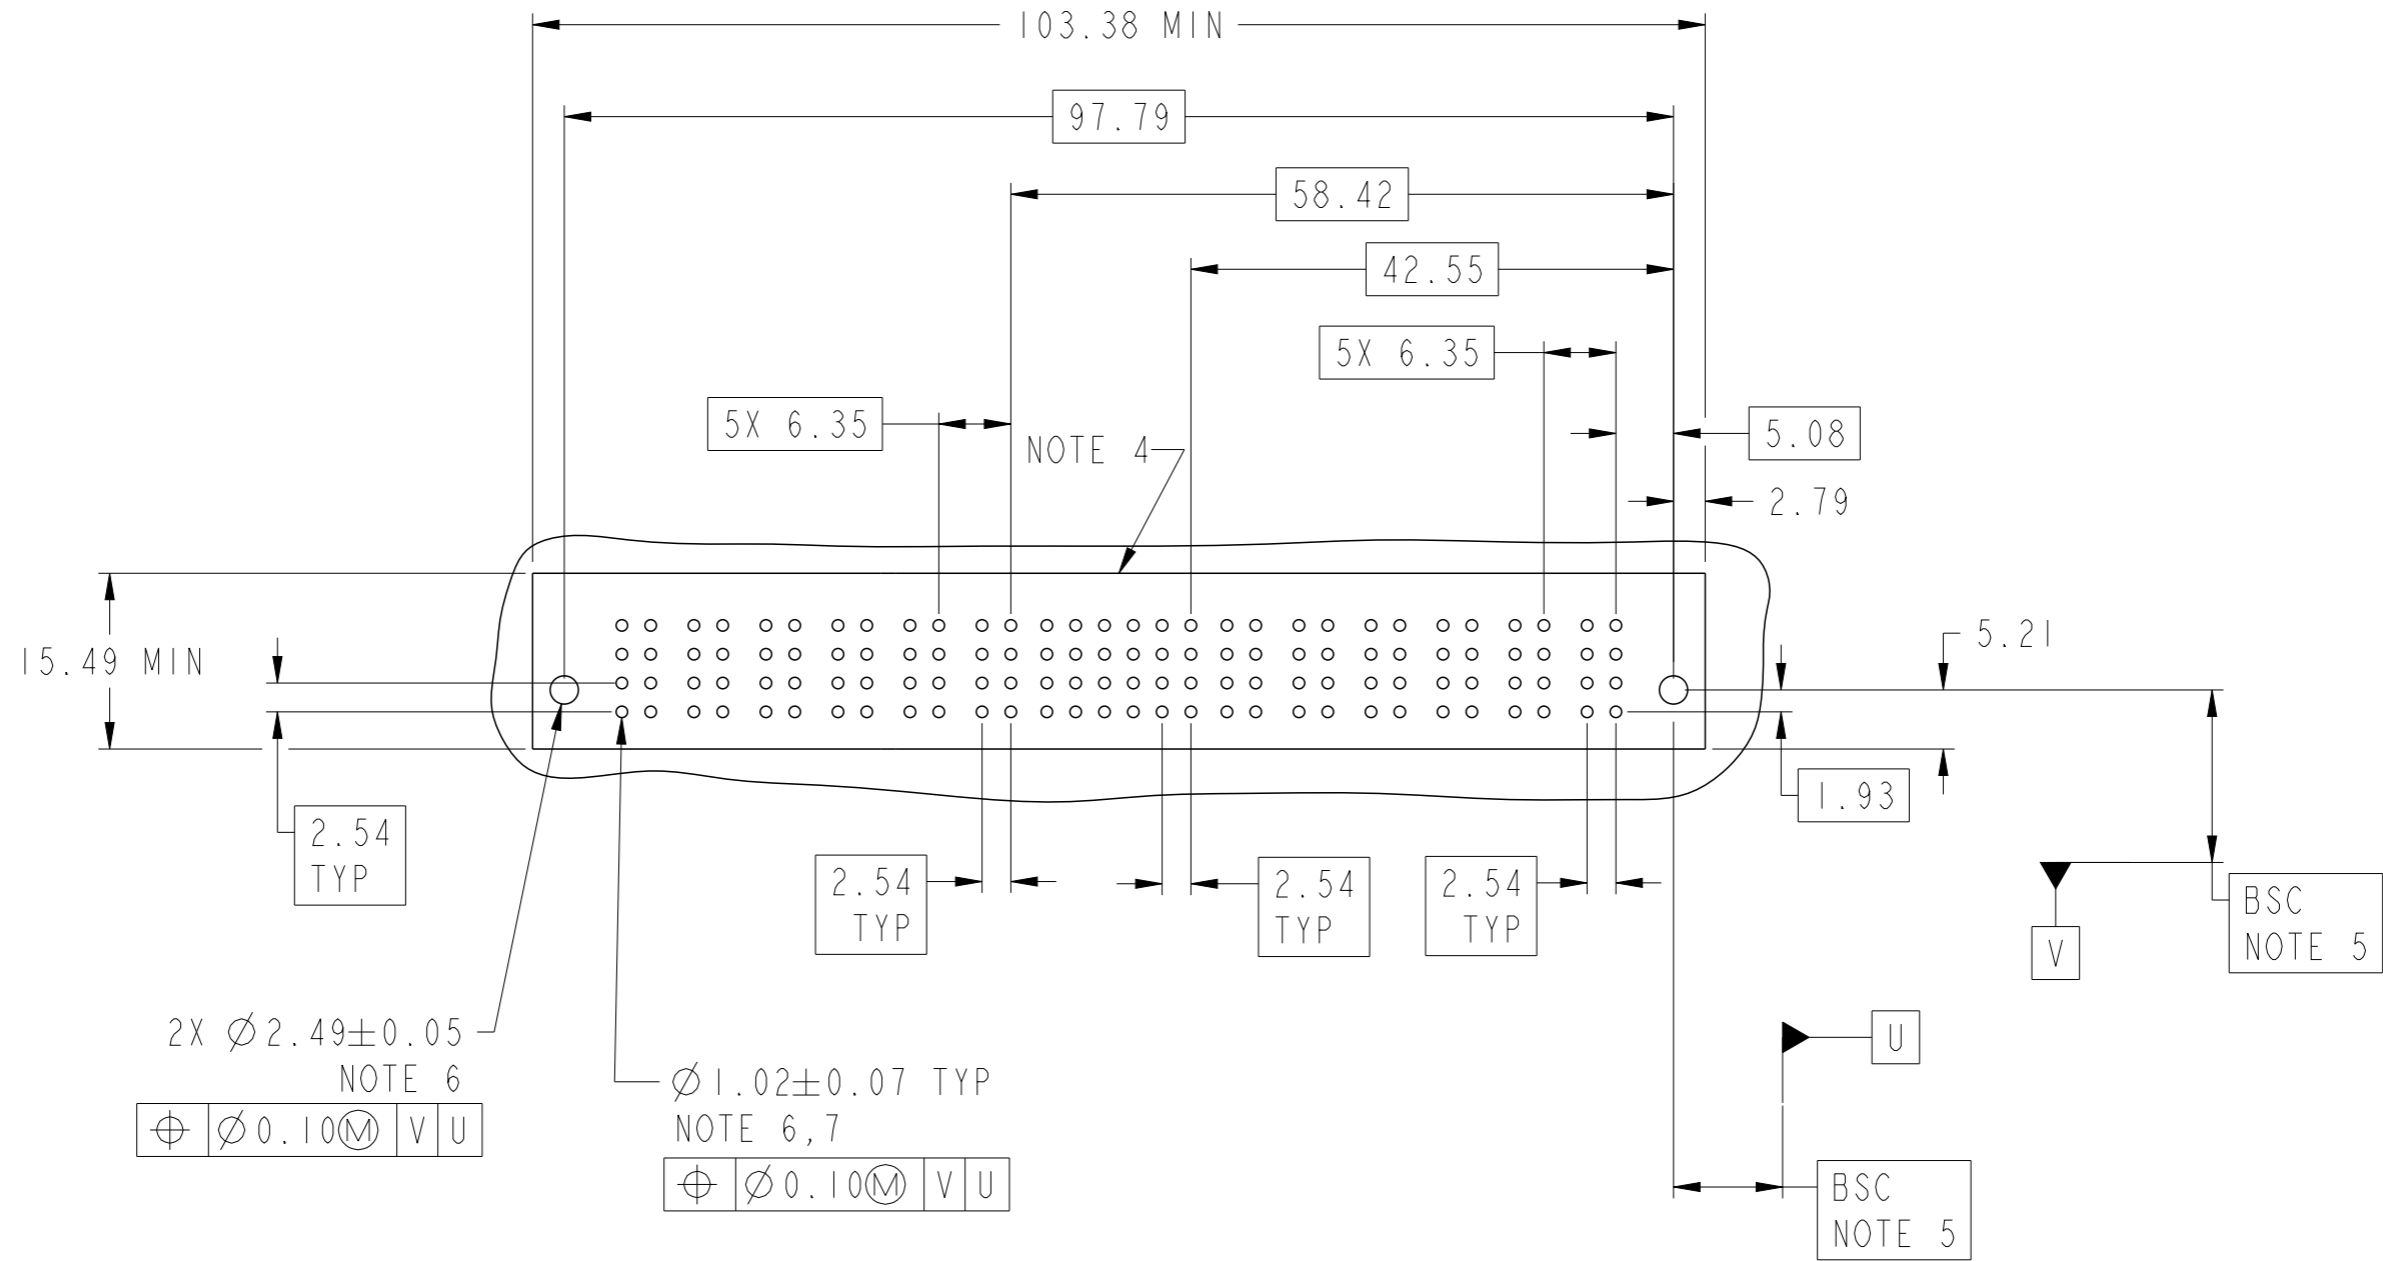 103.38 MIN
97.79
58.42
42.55
5X 6.35
5X 6.35
NOTE 4
5.08
2.79
15.49 MIN
5.21
1.93
2.54
TYP
2.54
TYP
2.54
TYP
2.54
TYP
BSC
NOTE 5
V
2X ⌀2.49±0.05
NOTE 6
⌖ ⌀0.10Ⓜ V U
⌀1.02±0.07 TYP
NOTE 6,7
⌖ ⌀0.10Ⓜ V U
U
BSC
NOTE 5